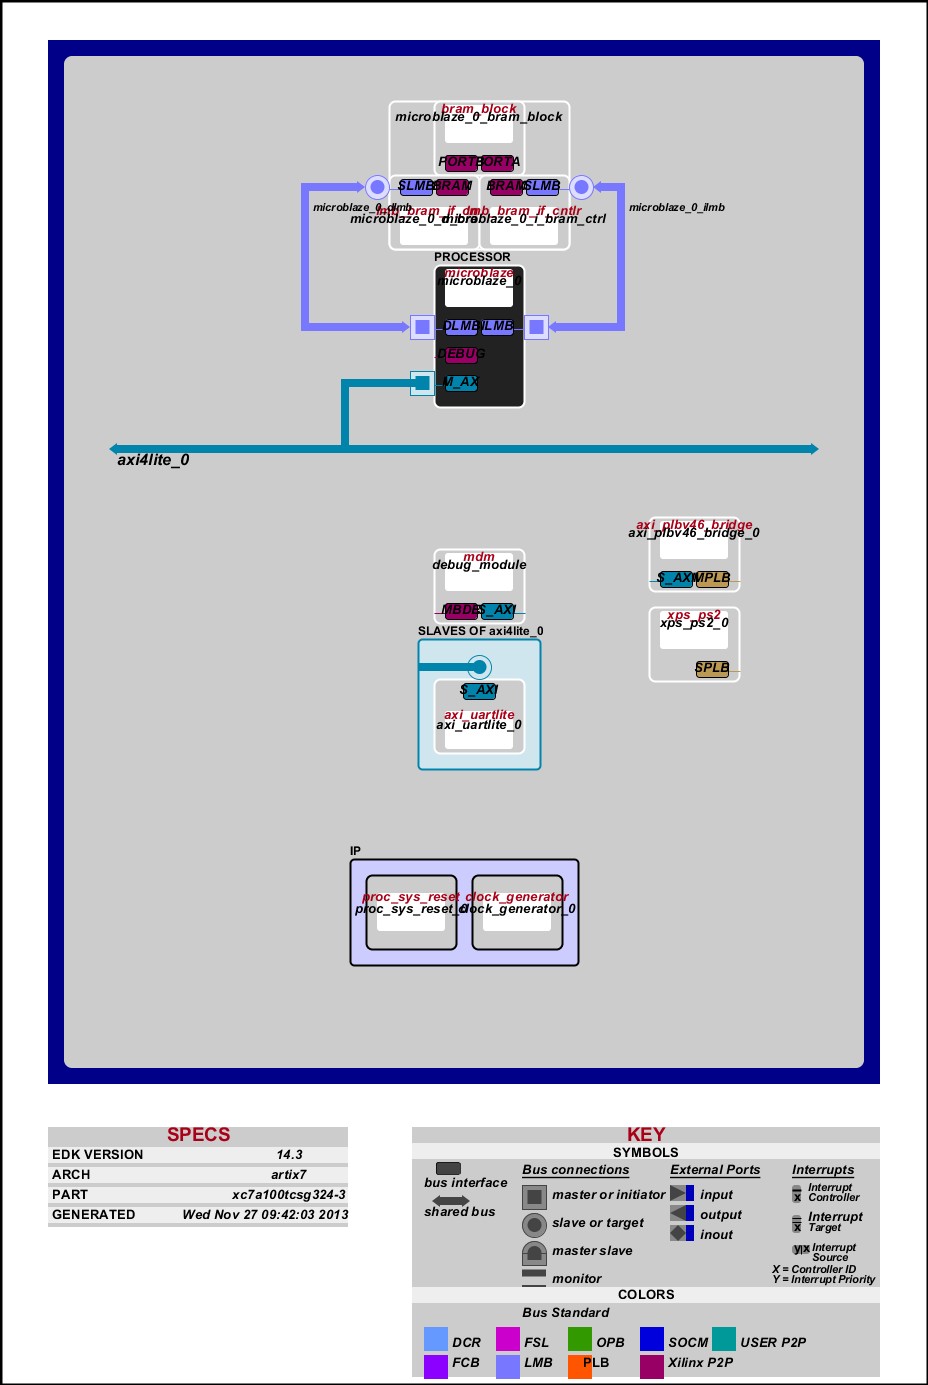 bram_block
microblaze_0_bram_block
PORTB PORTA
SLMB BRAM BRAM SLMB
microblaze_0_dlmb
microblaze_0_ilmb
lmb_bram_if_cntlr
microblaze_0_i_bram_ctrl
PROCESSOR
microblaze
microblaze_0
DLMB ILMB
DEBUG
M_AX
axi4lite_0
axi_plbv46_bridge
axi_plbv46_bridge_0
S_AXI MPLB
mdm
debug_module
S_AXI
SLAVES OF axi4lite_0
xps_ps2
xps_ps2_0
SPLB
S_AXI
axi_uartlite
axi_uartlite_0
IP
proc_sys_reset clock_generator
proc_sys_reset_0 clock_generator_0
SPECS
EDK VERSION 14.3
ARCH artix7
PART xc7a100tcsg324-3
GENERATED Wed Nov 27 09:42:03 2013
KEY
SYMBOLS
bus interface
shared bus
Bus connections
master or initiator
slave or target
master slave
monitor
External Ports
input
output
inout
Interrupts
Interrupt
Controller
Interrupt
Target
y|x Interrupt
Source
X = Controller ID
Y = Interrupt Priority
COLORS
Bus Standard
DCR FSL OPB SOCM USER P2P
FCB LMB PLB Xilinx P2P